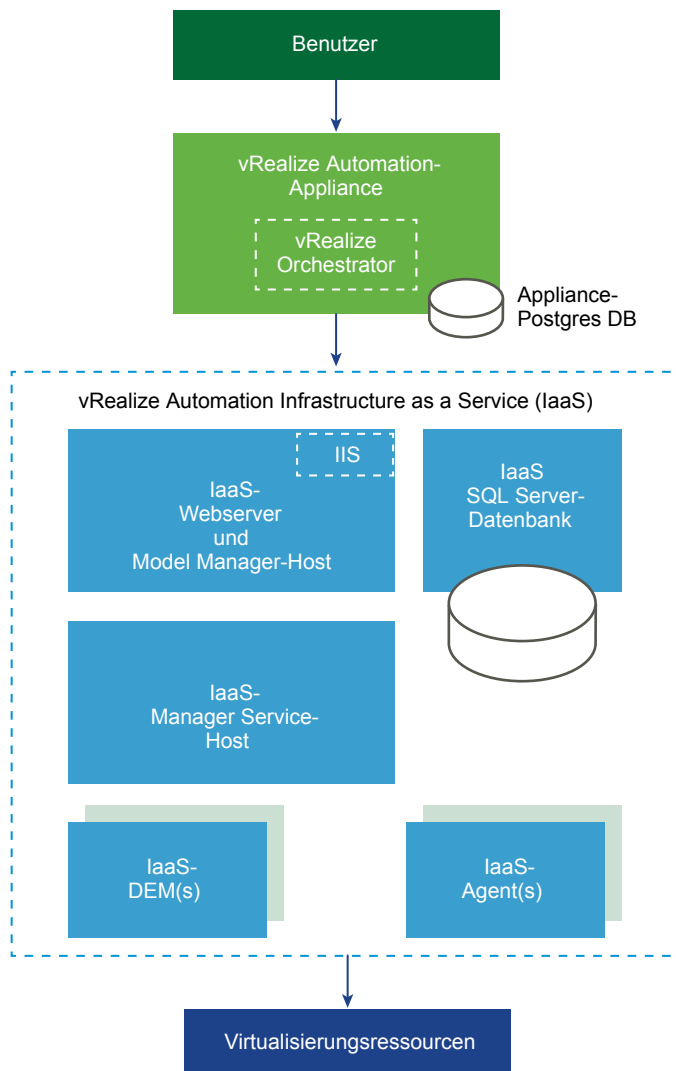 Benutzer
vRealize Automation-
Appliance
vRealize
Orchestrator
Appliance-
Postgres DB
vRealize Automation Infrastructure as a Service (IaaS)
IIS
IaaS-
Webserver
und
Model Manager-Host
IaaS
SQL Server-
Datenbank
IaaS-
Manager Service-
Host
IaaS-
DEM(s)
IaaS-
Agent(s)
Virtualisierungsressourcen